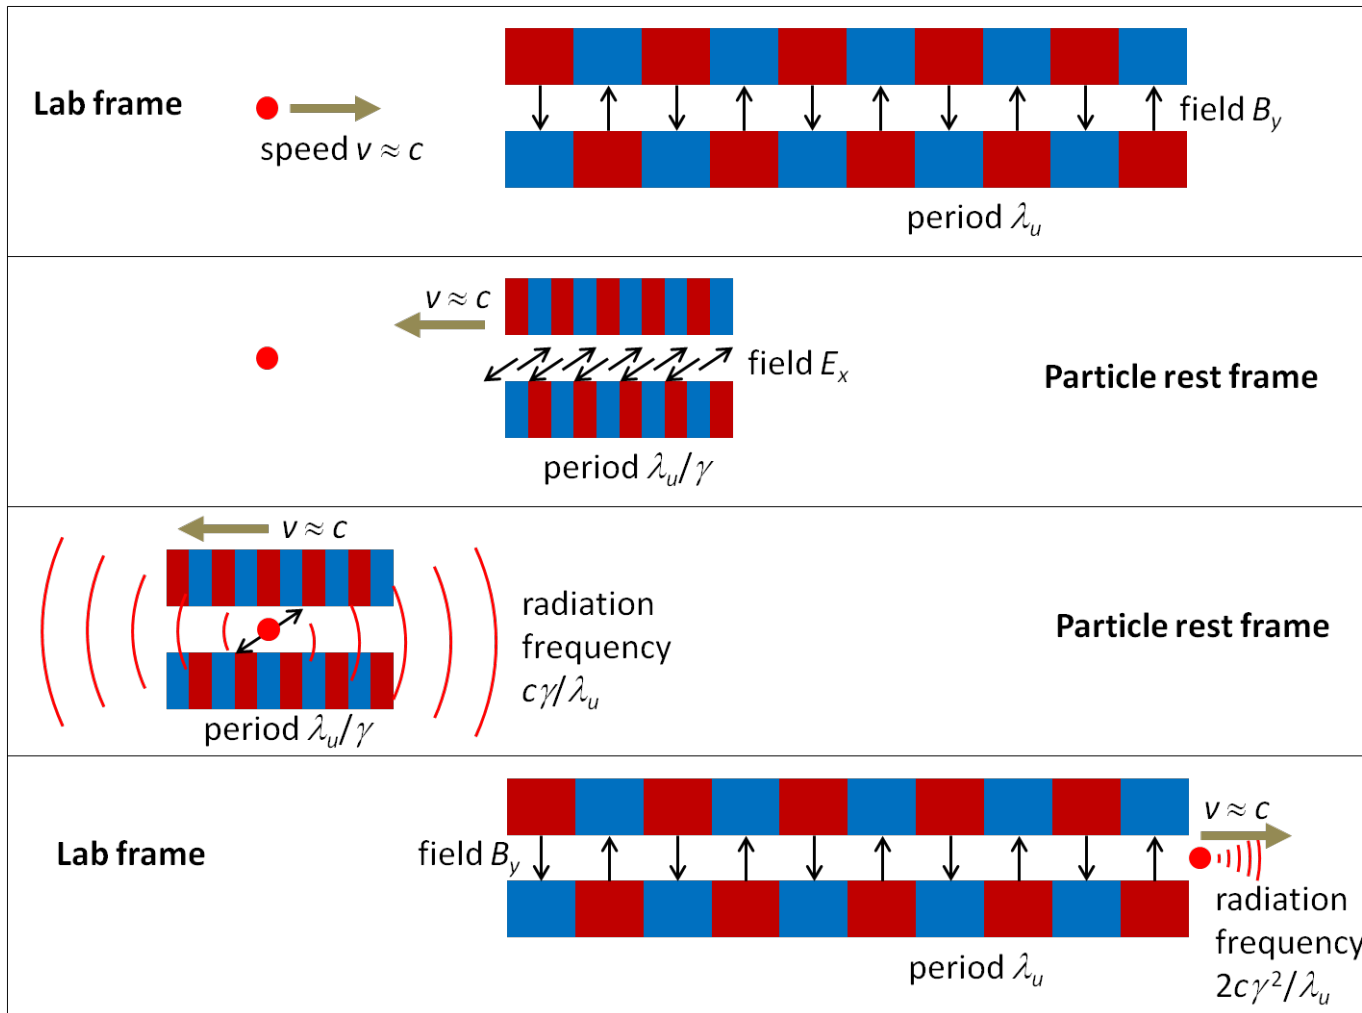 Lab frame
speed v ≈ c
field B_y
period λ_u
v ≈ c
field E_x
Particle rest frame
period λ_u/γ
v ≈ c
radiation
frequency
cγ/λ_u
Particle rest frame
period λ_u/γ
Lab frame
field B_y
v ≈ c
radiation
frequency
2cγ²/λ_u
period λ_u